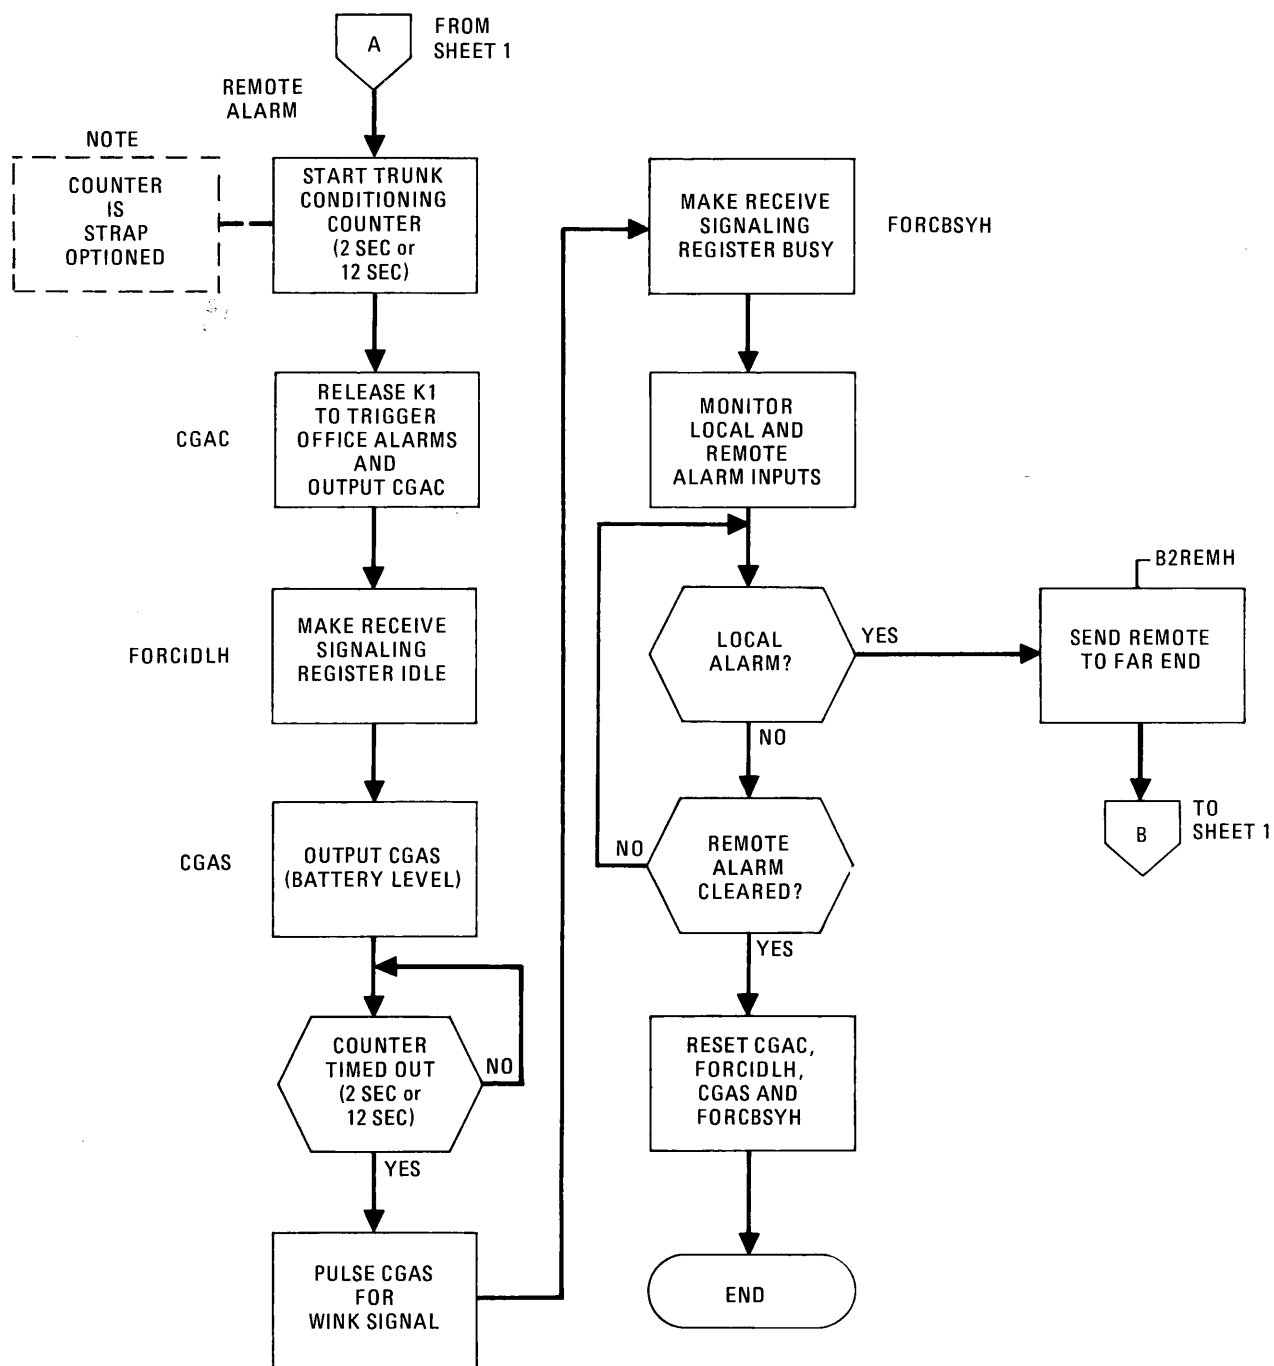 A
FROM
SHEET 1
REMOTE
ALARM
NOTE
COUNTER
IS
STRAP
OPTIONED
START TRUNK
CONDITIONING
COUNTER
(2 SEC or
12 SEC)
CGAC
RELEASE K1
TO TRIGGER
OFFICE ALARMS
AND
OUTPUT CGAC
FORCIDLH
MAKE RECEIVE
SIGNALING
REGISTER IDLE
CGAS
OUTPUT CGAS
(BATTERY LEVEL)
COUNTER
TIMED OUT
(2 SEC or
12 SEC)
NO
YES
PULSE CGAS
FOR
WINK SIGNAL
MAKE RECEIVE
SIGNALING
REGISTER BUSY
FORCBSYH
MONITOR
LOCAL AND
REMOTE
ALARM INPUTS
LOCAL
ALARM?
YES
NO
B2REMH
SEND REMOTE
TO FAR END
B
TO
SHEET 1
REMOTE
ALARM
CLEARED?
NO
YES
RESET CGAC,
FORCIDLH,
CGAS AND
FORCBSYH
END